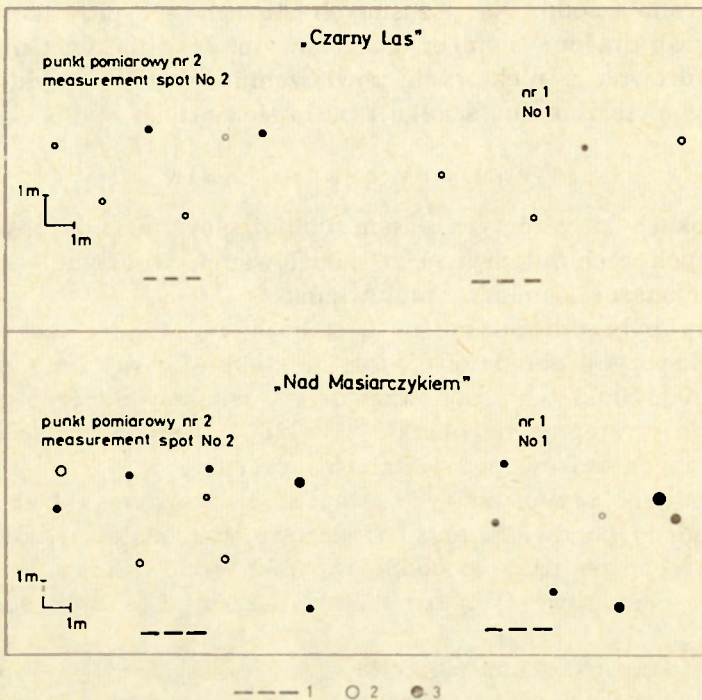 „Czarny Las”
punkt pomiarowy nr 2
measurement spot No 2
nr 1
No 1
1m
1m
„Nad Masiarczykiem”
punkt pomiarowy nr 2
measurement spot No 2
nr 1
No 1
1m
1m
1 2 3